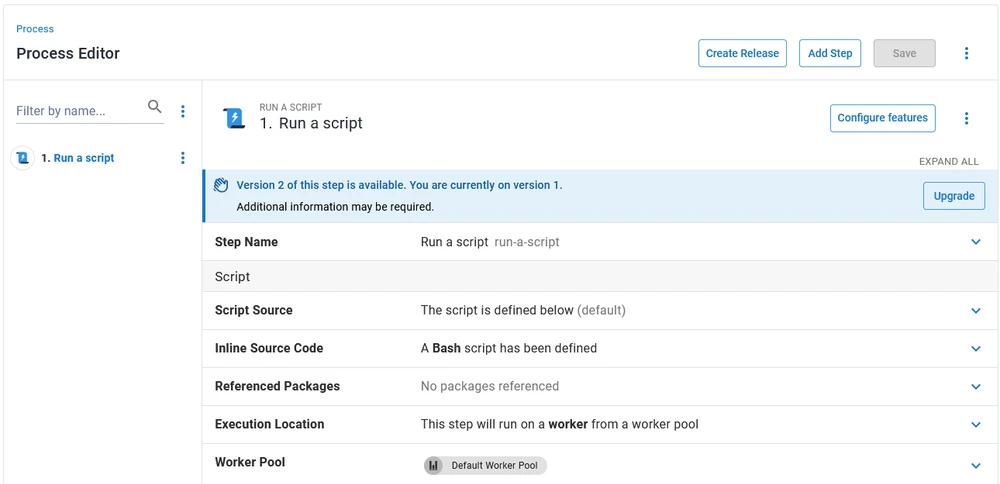 Process
Process Editor
Create Release
Add Step
Save
Filter by name...
1. Run a script
RUN A SCRIPT
1. Run a script
Configure features
EXPAND ALL
Version 2 of this step is available. You are currently on version 1.
Additional information may be required.
Upgrade
Step Name Run a script run-a-script
Script
Script Source The script is defined below (default)
Inline Source Code A Bash script has been defined
Referenced Packages No packages referenced
Execution Location This step will run on a worker from a worker pool
Worker Pool Default Worker Pool